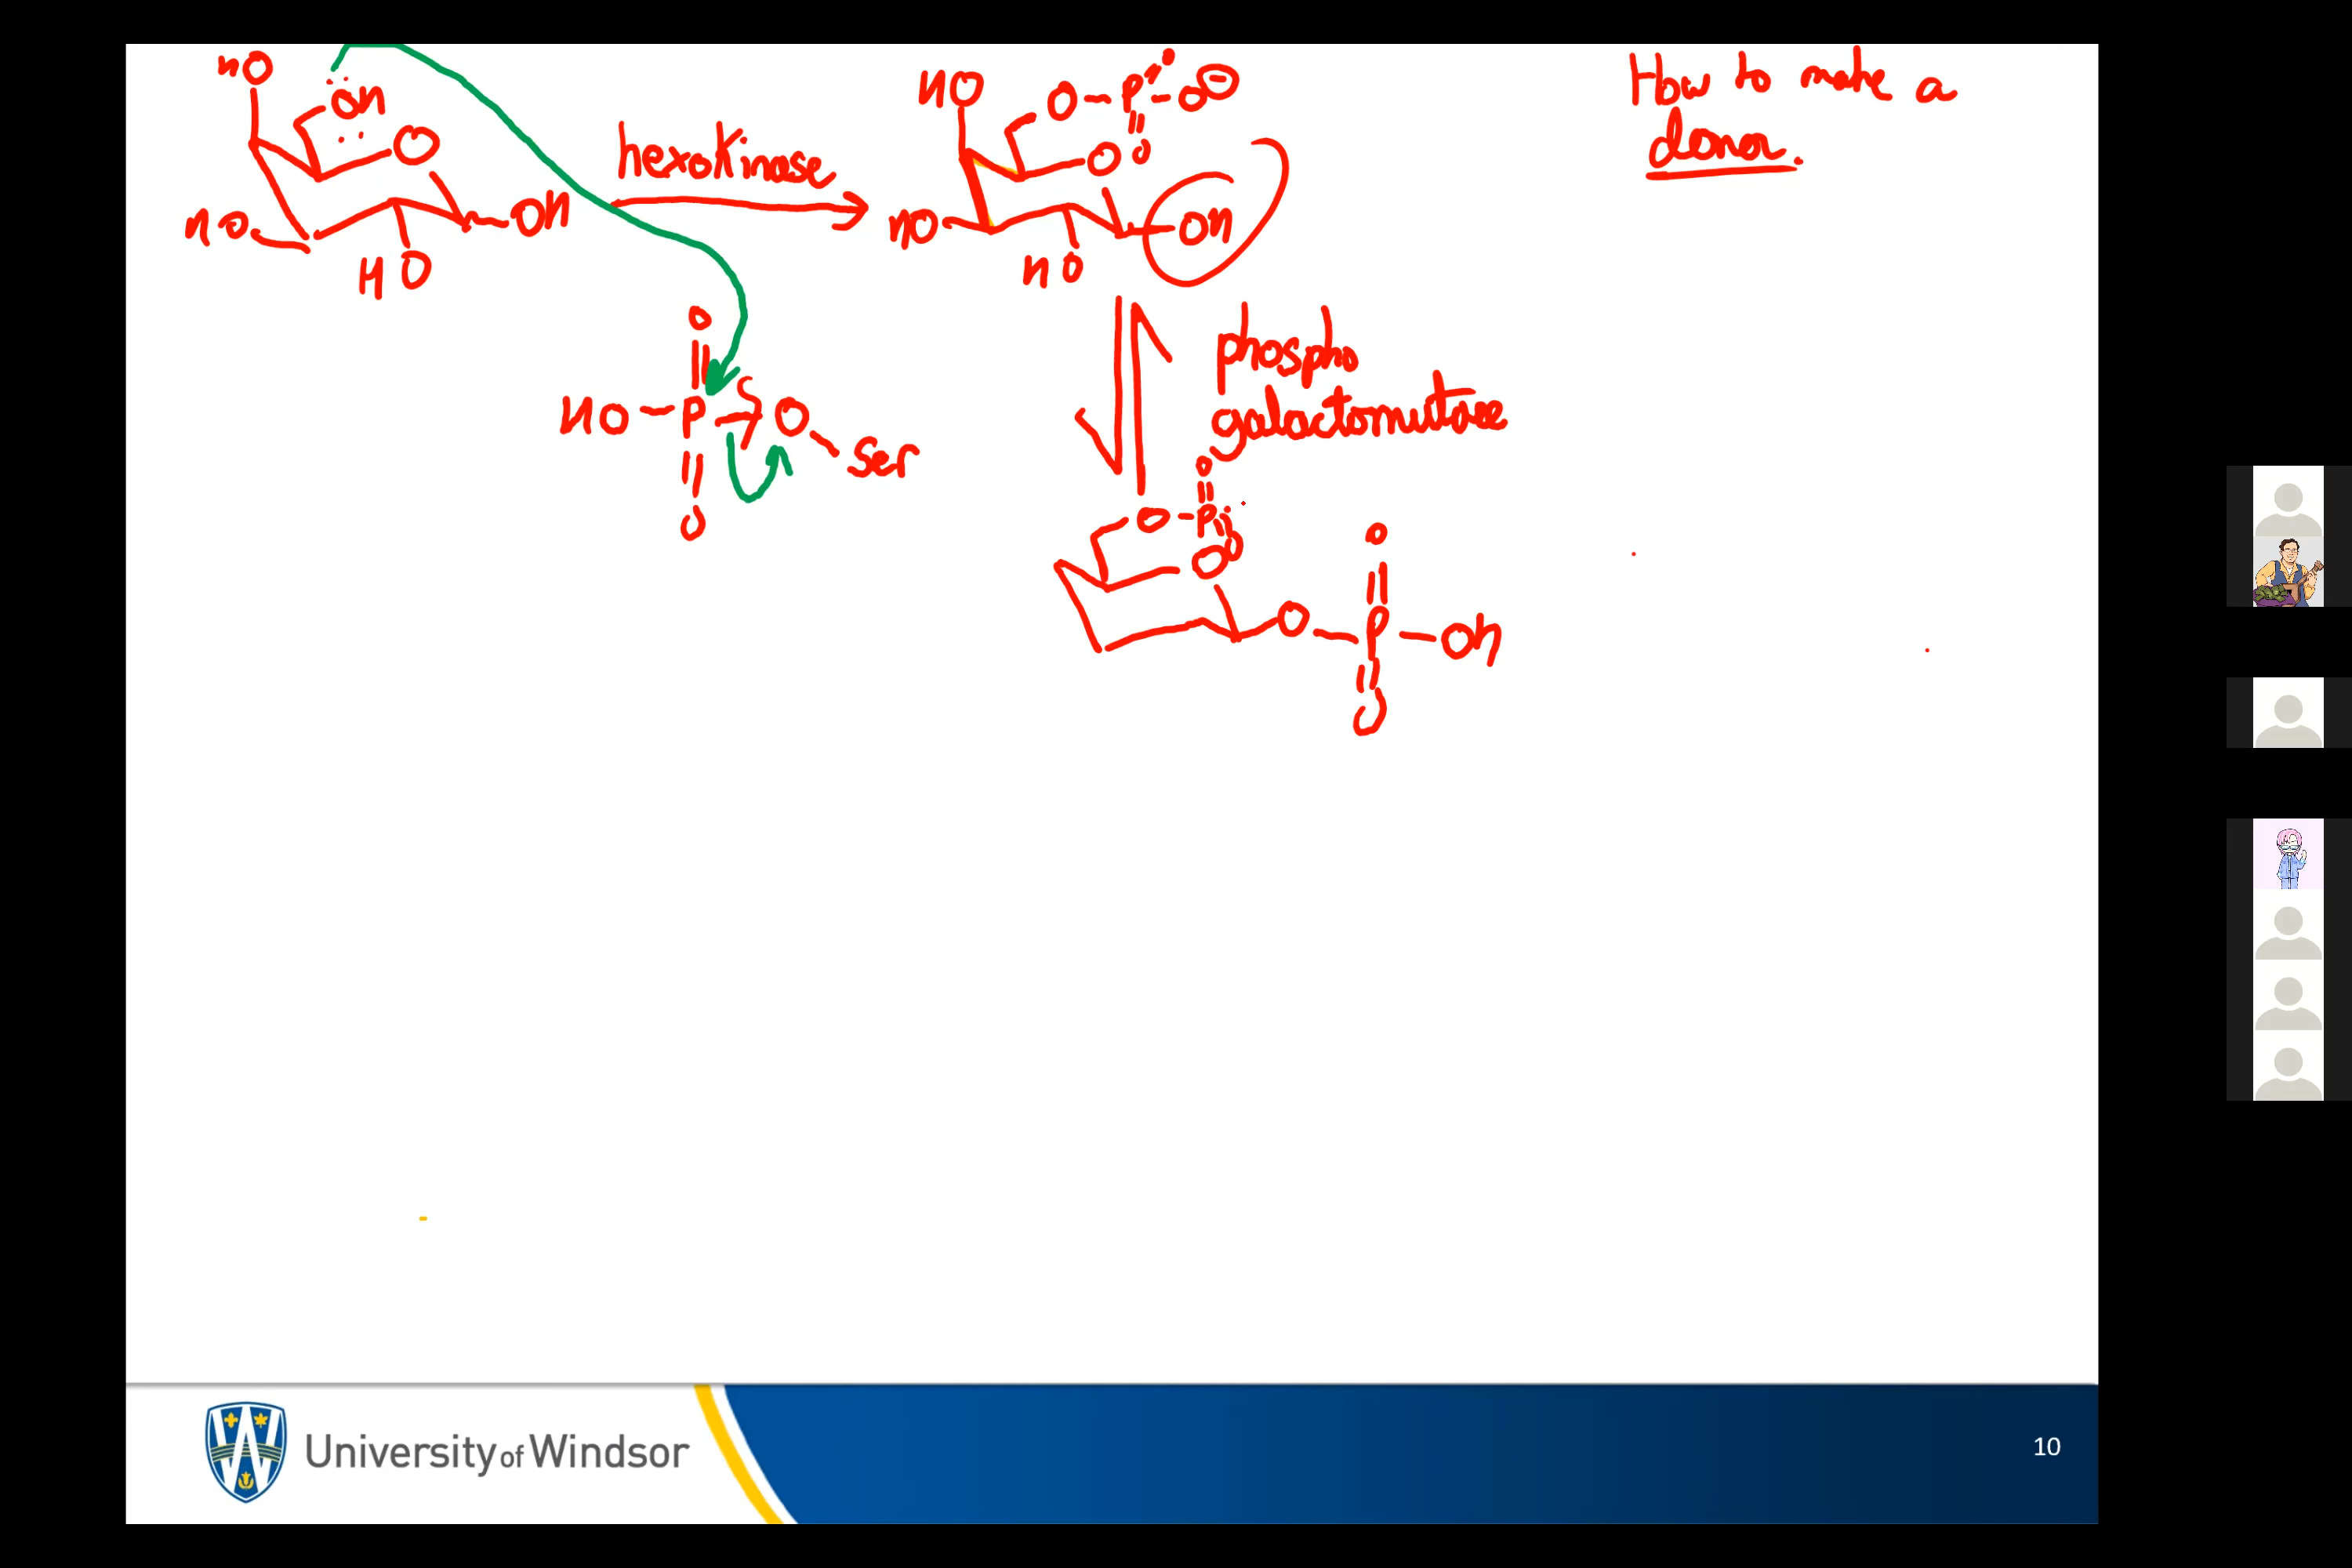 How to make a
donor.
HO
OH
O
HO
OH
HO
hexokinase
HO
O-P-O⊖
O
O
O
HO
OH
HO
O
HO-P-O
Ser
O
phospho
galactomutase
O
O-P
O
O
O
O-P-OH
O
O
University of Windsor
10